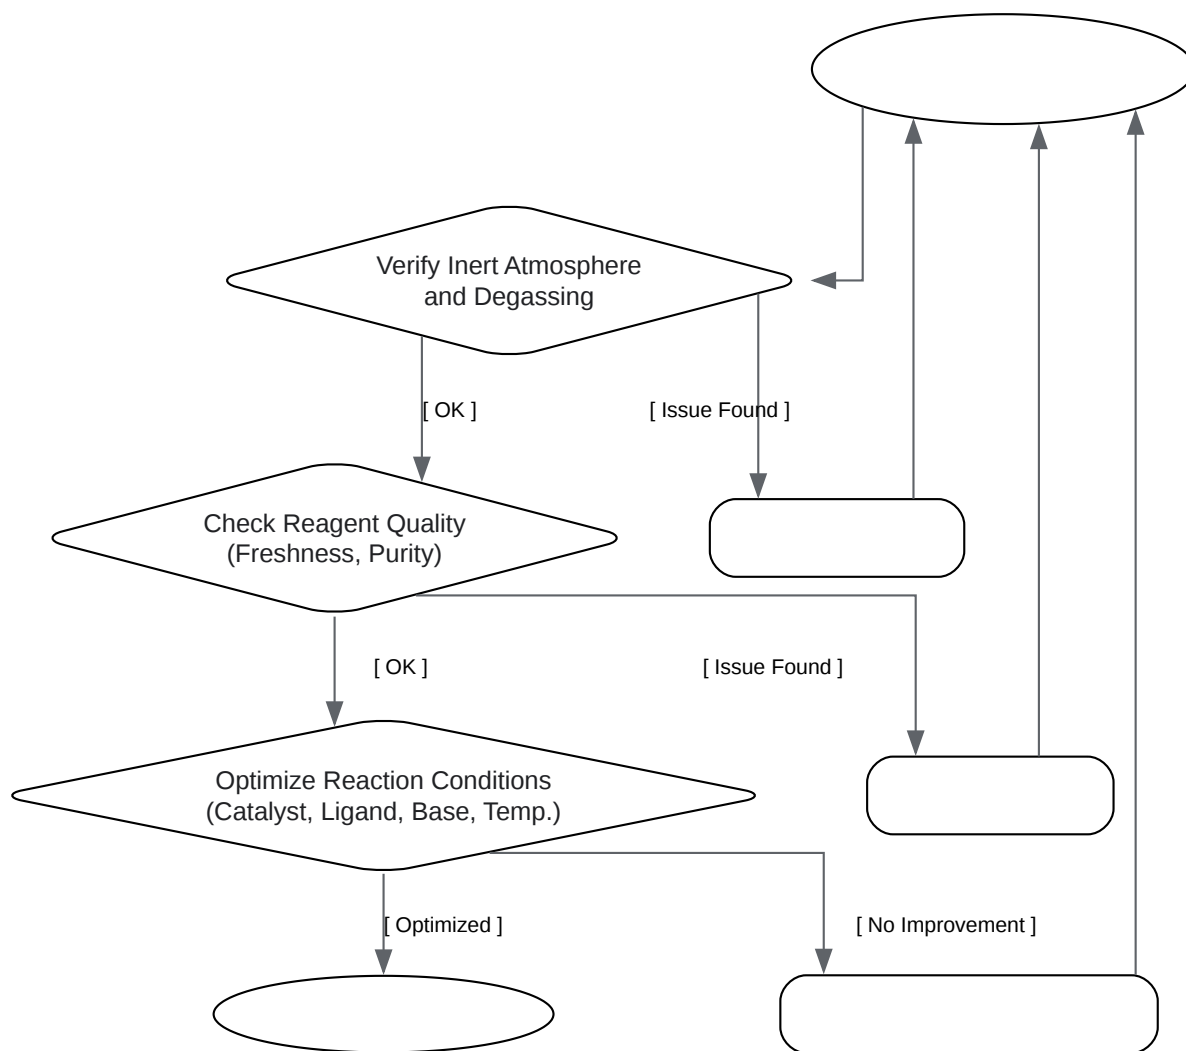 Verify Inert Atmosphere
and Degassing
[ OK ]
[ Issue Found ]
Check Reagent Quality
(Freshness, Purity)
[ OK ]
[ Issue Found ]
Optimize Reaction Conditions
(Catalyst, Ligand, Base, Temp.)
[ Optimized ]
[ No Improvement ]